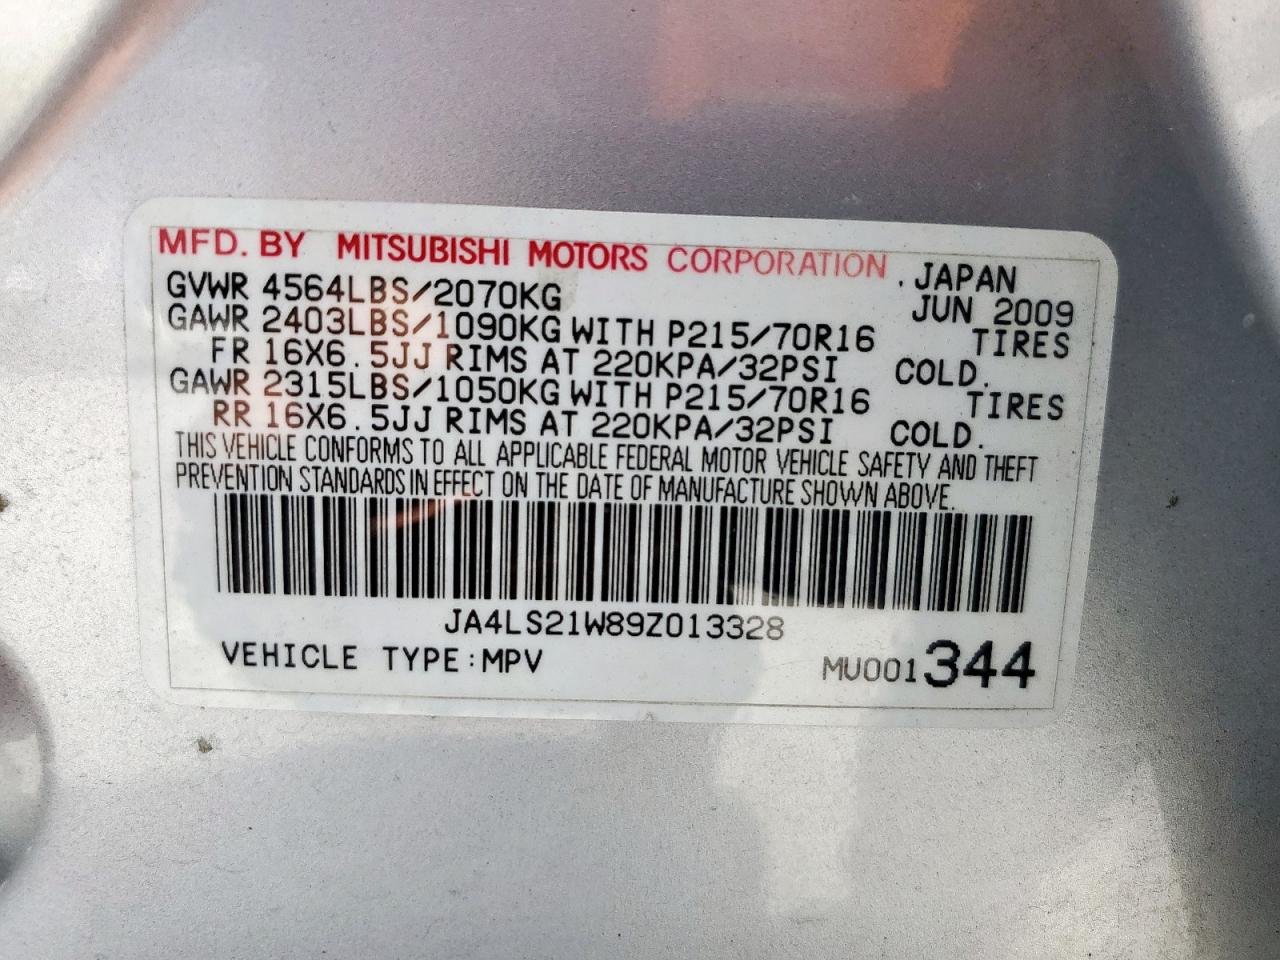 MFD. BY MITSUBISHI MOTORS CORPORATION . JAPAN
GVWR 4564LBS/2070KG JUN 2009
GAWR 2403LBS/1090KG WITH P215/70R16 TIRES
FR 16X6.5JJ RIMS AT 220KPA/32PSI COLD.
GAWR 2315LBS/1050KG WITH P215/70R16 TIRES
RR 16X6.5JJ RIMS AT 220KPA/32PSI COLD.
THIS VEHICLE CONFORMS TO ALL APPLICABLE FEDERAL MOTOR VEHICLE SAFETY AND THEFT
PREVENTION STANDARDS IN EFFECT ON THE DATE OF MANUFACTURE SHOWN ABOVE.
JA4LS21W89Z013328
VEHICLE TYPE:MPV MU001344